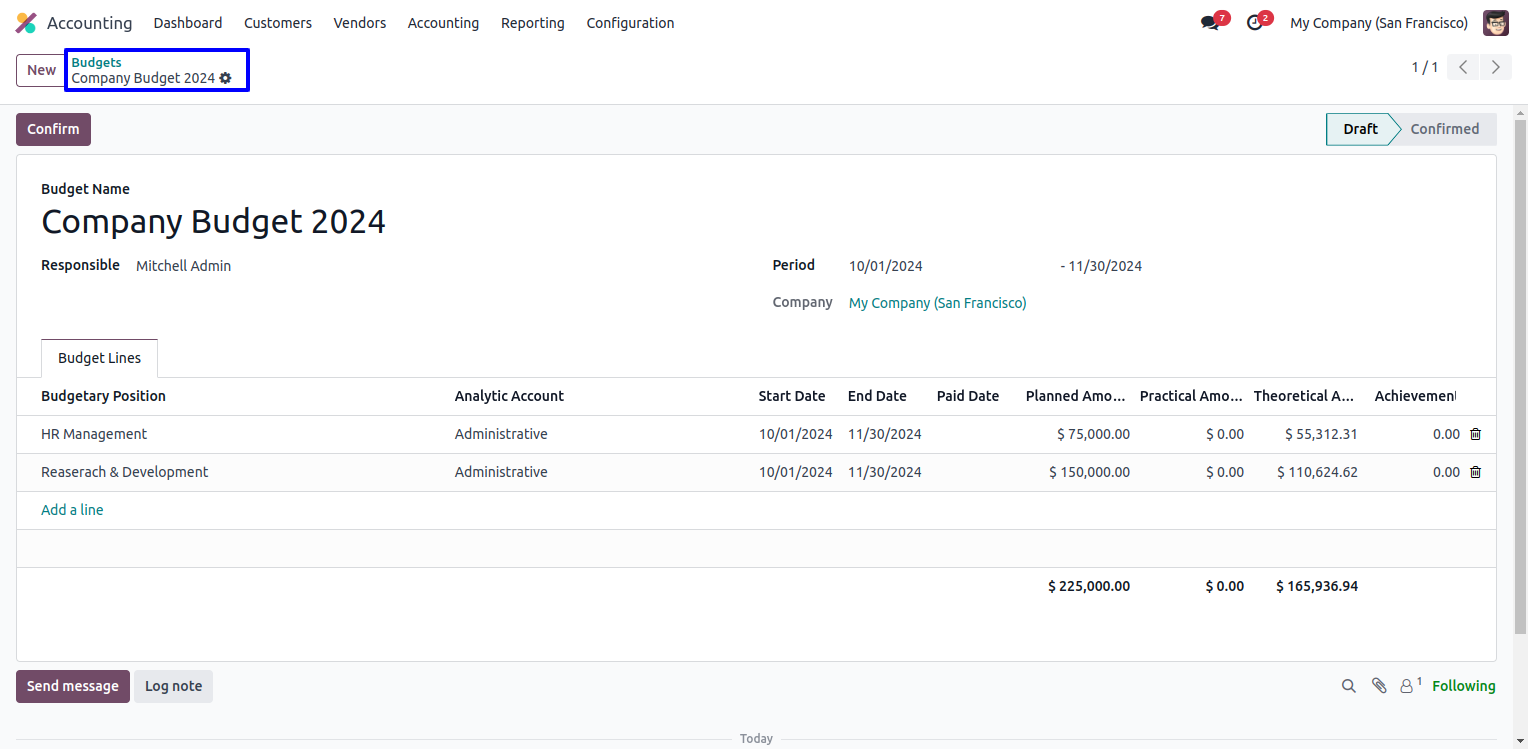 Accounting Dashboard Customers Vendors Accounting Reporting Configuration 7 2 My Company (San Francisco)
New Budgets 1 / 1
Company Budget 2024
Confirm Draft Confirmed
Budget Name
Company Budget 2024
Responsible Mitchell Admin Period 10/01/2024 - 11/30/2024
Company My Company (San Francisco)
Budget Lines
Budgetary Position Analytic Account Start Date End Date Paid Date Planned Amo... Practical Amo... Theoretical A... Achievement
HR Management Administrative 10/01/2024 11/30/2024 $ 75,000.00 $ 0.00 $ 55,312.31 0.00
Reaserach & Development Administrative 10/01/2024 11/30/2024 $ 150,000.00 $ 0.00 $ 110,624.62 0.00
Add a line
$ 225,000.00 $ 0.00 $ 165,936.94
Send message Log note 1 Following
Today